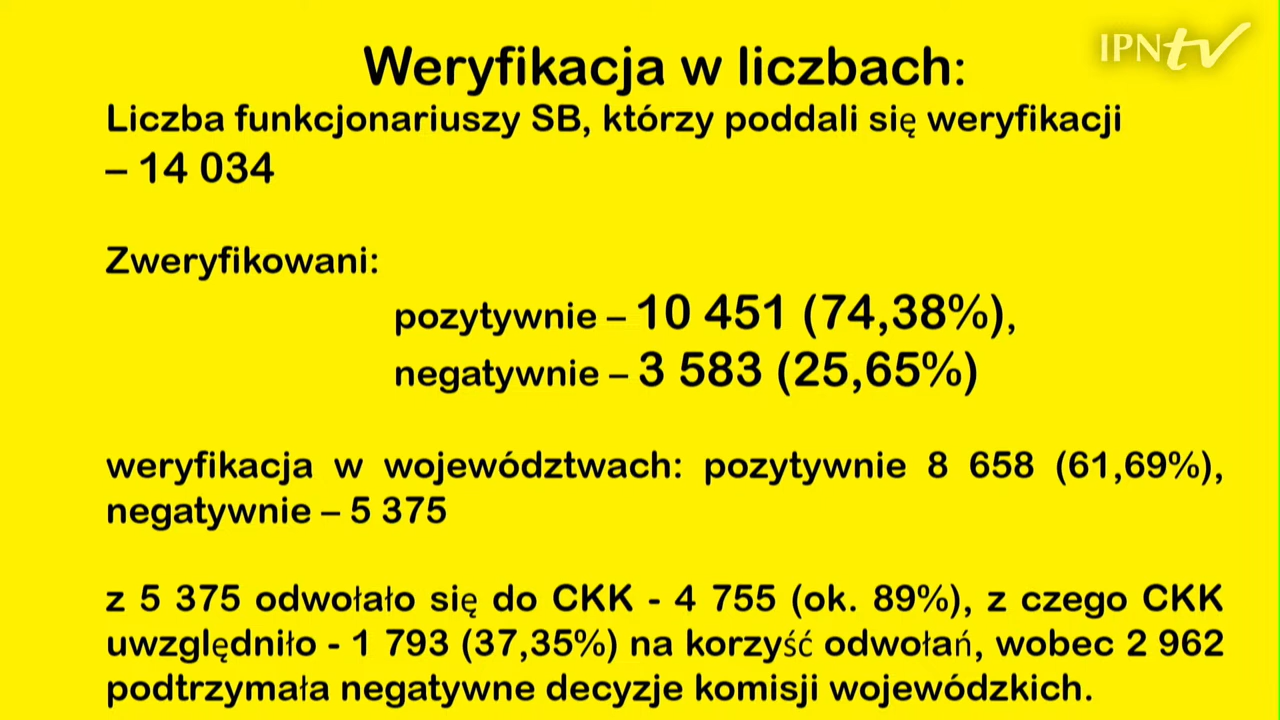 IPNtv
Weryfikacja w liczbach:
Liczba funkcjonariuszy SB, którzy poddali się weryfikacji
– 14 034
Zweryfikowani:
pozytywnie – 10 451 (74,38%),
negatywnie – 3 583 (25,65%)
weryfikacja w województwach: pozytywnie 8 658 (61,69%),
negatywnie – 5 375
z 5 375 odwołało się do CKK - 4 755 (ok. 89%), z czego CKK
uwzględniło - 1 793 (37,35%) na korzyść odwołań, wobec 2 962
podtrzymała negatywne decyzje komisji wojewódzkich.